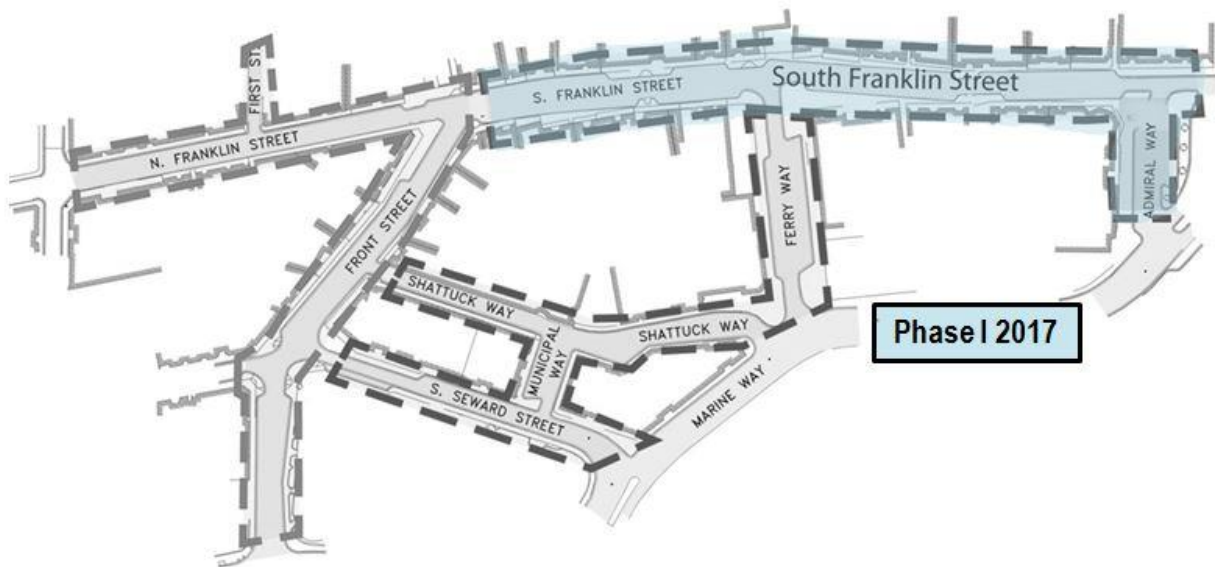 FIRST ST.
N. FRANKLIN STREET
S. FRANKLIN STREET
South Franklin Street
ADMIRAL WAY
FERRY WAY
FRONT STREET
SHATTUCK WAY
MUNICIPAL
WAY
SHATTUCK WAY
S. SEWARD STREET
MARINE WAY
Phase I 2017